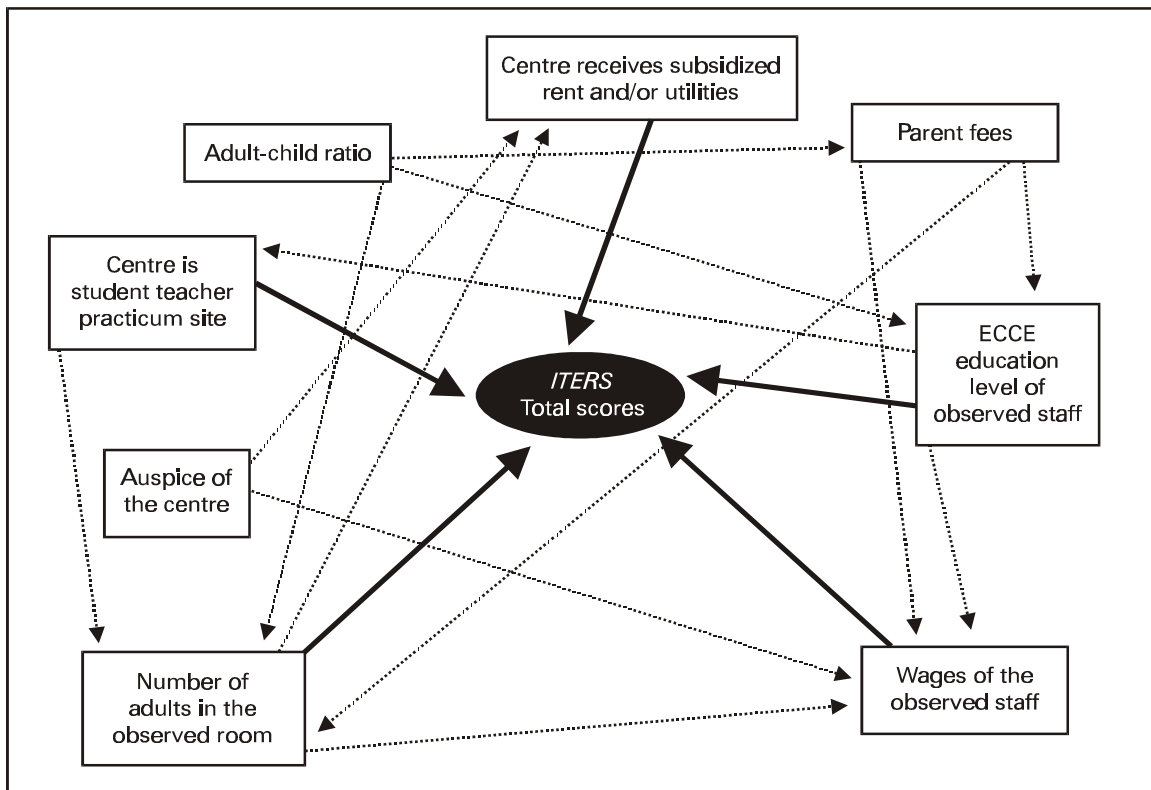 Centre receives subsidized
rent and/or utilities
Parent fees
Adult-child ratio
Centre is
student teacher
practicum site
ECCE
education
level of
observed staff
ITERS
Total scores
Auspice of
the centre
Number of
adults in the
observed room
Wages of the
observed staff